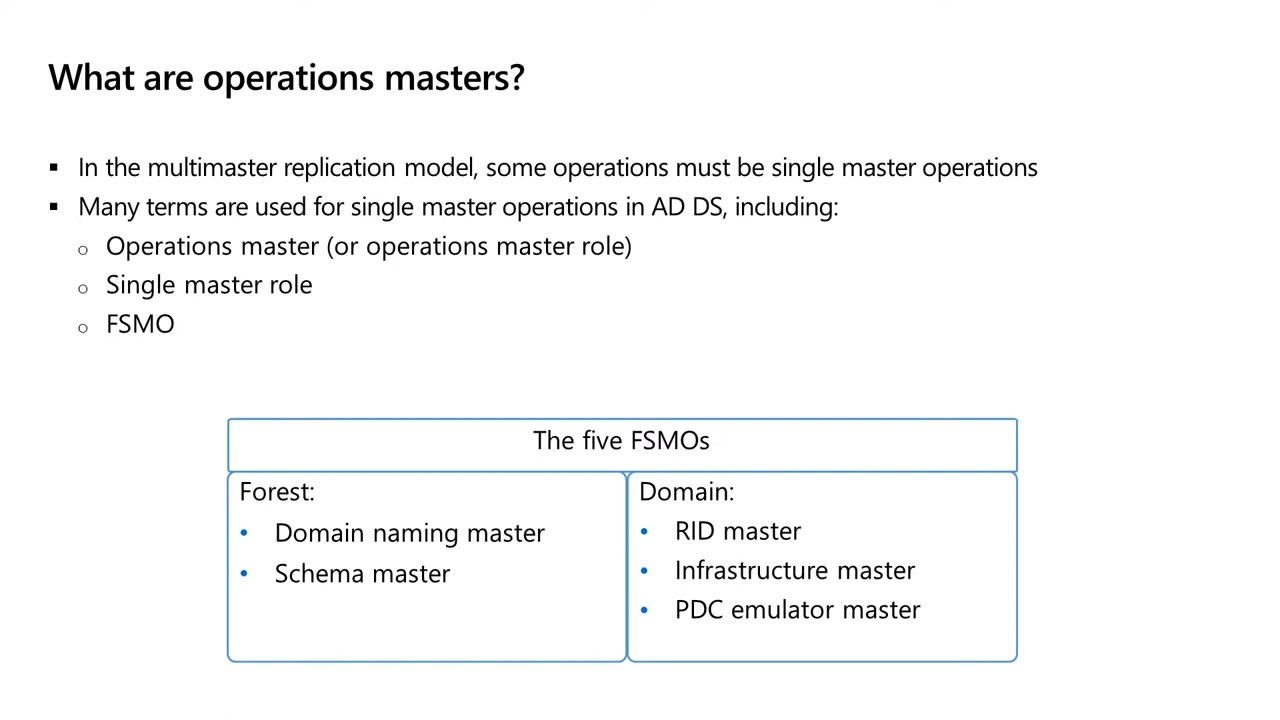 What are operations masters?
▪ In the multimaster replication model, some operations must be single master operations
▪ Many terms are used for single master operations in AD DS, including:
o Operations master (or operations master role)
o Single master role
o FSMO
The five FSMOs
Forest:
• Domain naming master
• Schema master
Domain:
• RID master
• Infrastructure master
• PDC emulator master